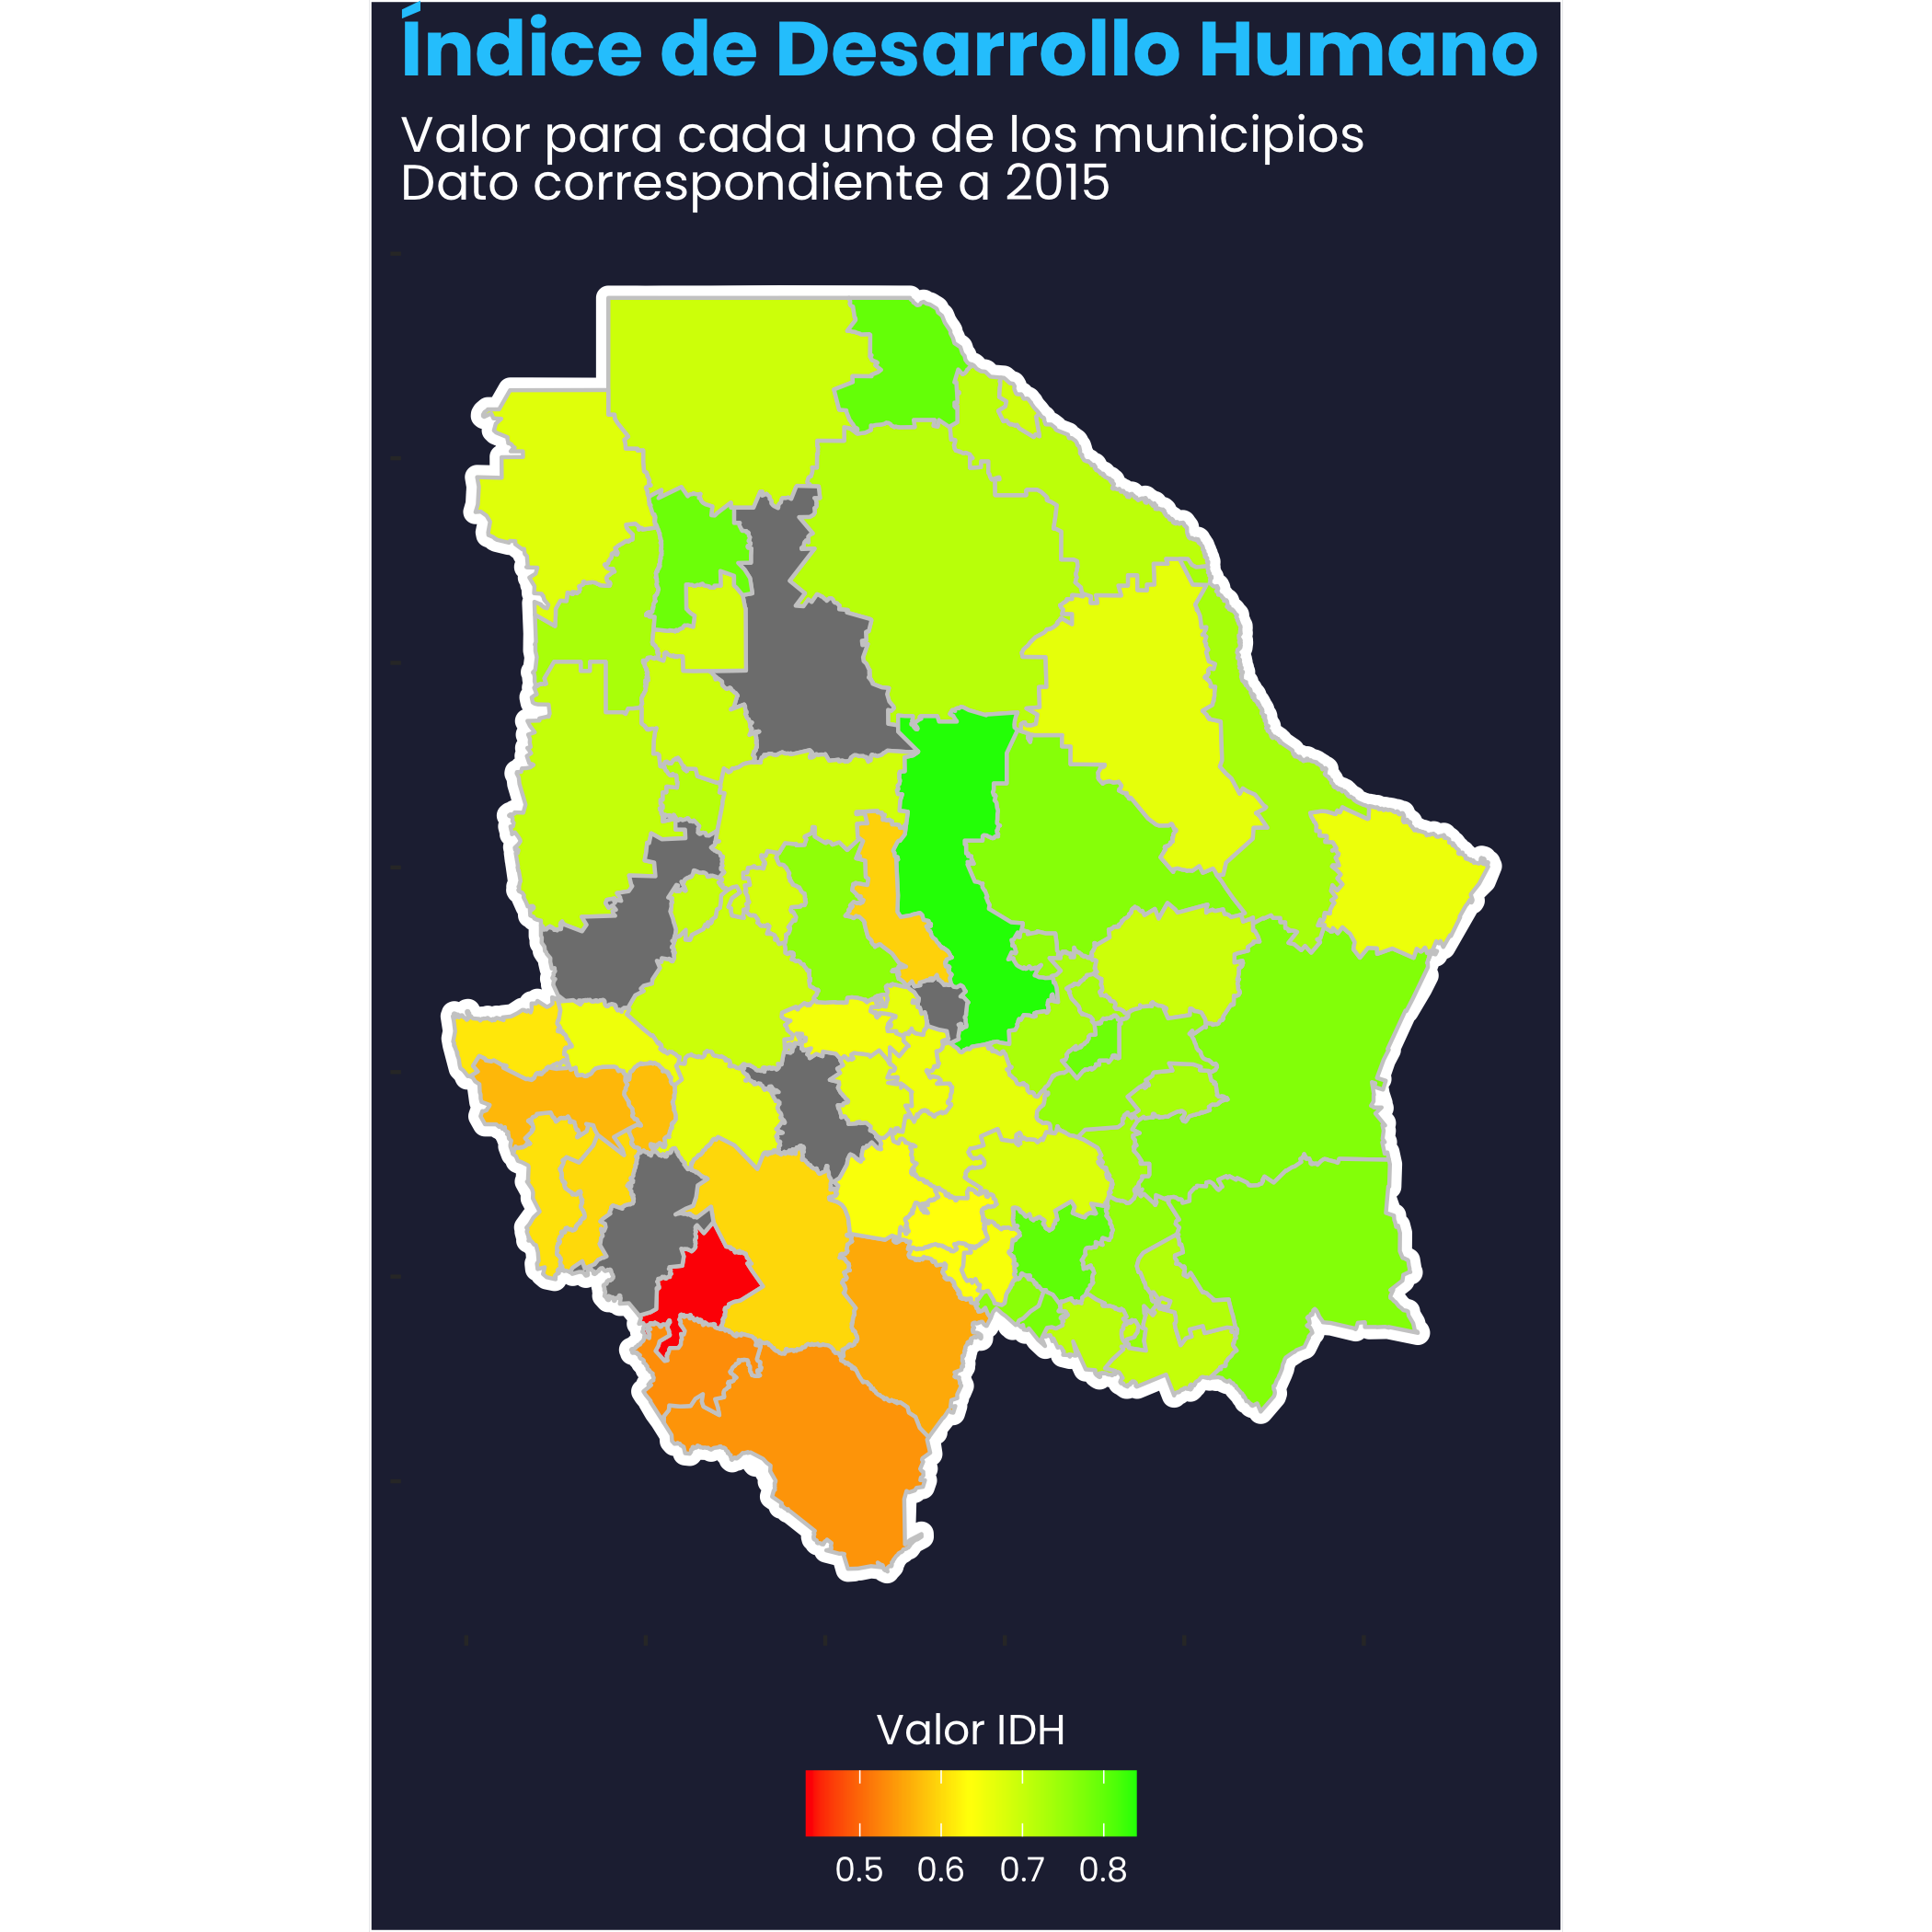 Índice de Desarrollo Humano
Valor para cada uno de los municipios
Dato correspondiente a 2015
Valor IDH
0.5 0.6 0.7 0.8